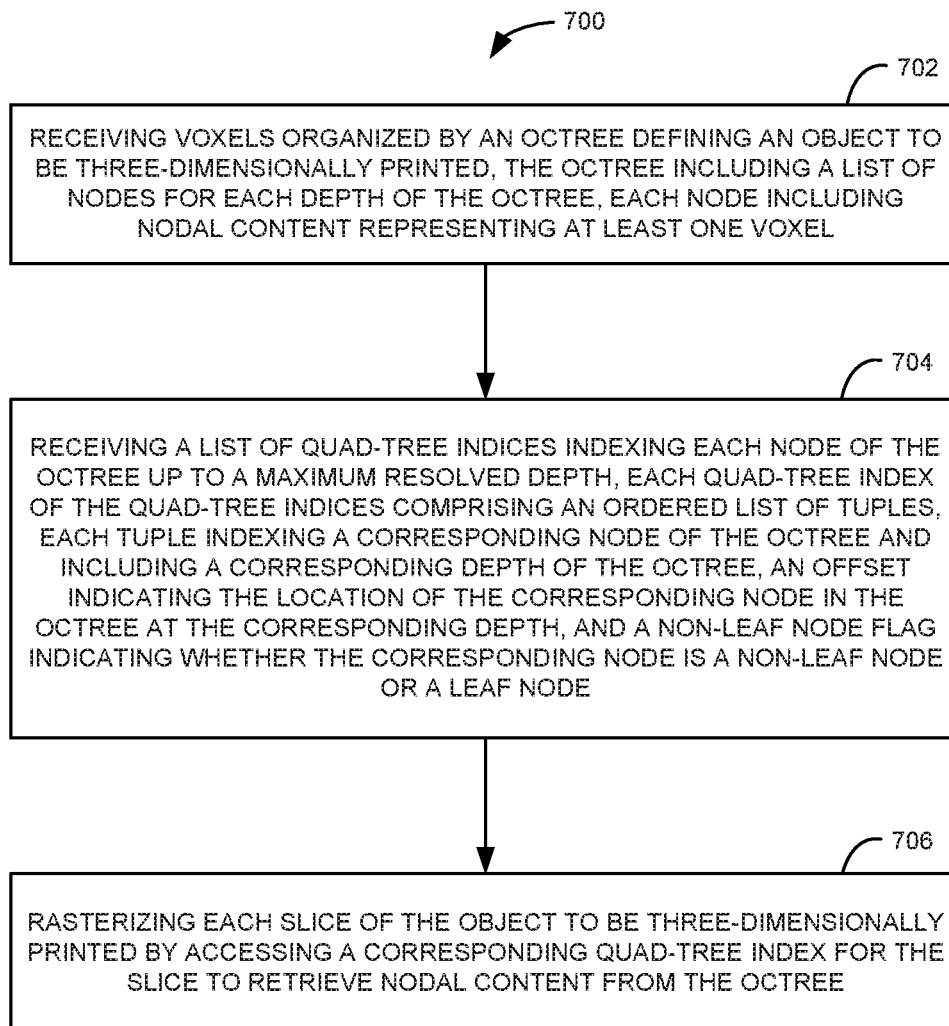 700
702
RECEIVING VOXELS ORGANIZED BY AN OCTREE DEFINING AN OBJECT TO
BE THREE-DIMENSIONALLY PRINTED, THE OCTREE INCLUDING A LIST OF
NODES FOR EACH DEPTH OF THE OCTREE, EACH NODE INCLUDING
NODAL CONTENT REPRESENTING AT LEAST ONE VOXEL
704
RECEIVING A LIST OF QUAD-TREE INDICES INDEXING EACH NODE OF THE
OCTREE UP TO A MAXIMUM RESOLVED DEPTH, EACH QUAD-TREE INDEX
OF THE QUAD-TREE INDICES COMPRISING AN ORDERED LIST OF TUPLES,
EACH TUPLE INDEXING A CORRESPONDING NODE OF THE OCTREE AND
INCLUDING A CORRESPONDING DEPTH OF THE OCTREE, AN OFFSET
INDICATING THE LOCATION OF THE CORRESPONDING NODE IN THE
OCTREE AT THE CORRESPONDING DEPTH, AND A NON-LEAF NODE FLAG
INDICATING WHETHER THE CORRESPONDING NODE IS A NON-LEAF NODE
OR A LEAF NODE
706
RASTERIZING EACH SLICE OF THE OBJECT TO BE THREE-DIMENSIONALLY
PRINTED BY ACCESSING A CORRESPONDING QUAD-TREE INDEX FOR THE
SLICE TO RETRIEVE NODAL CONTENT FROM THE OCTREE